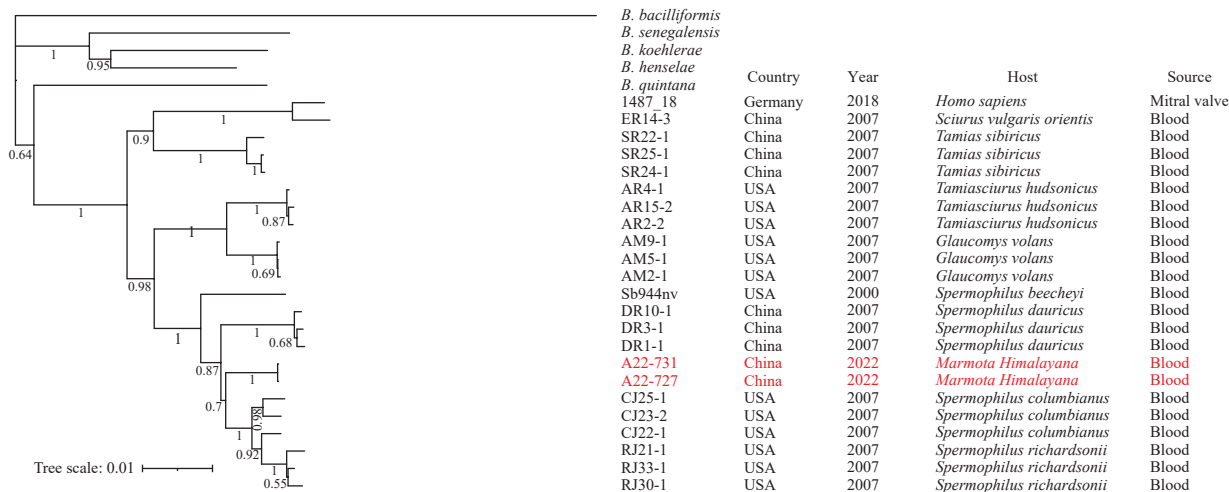 B. bacilliformis
B. senegalensis
B. koehlerae
B. henselae
B. quintana
Country Year Host Source
1487_18 Germany 2018 Homo sapiens Mitral valve
ER14-3 China 2007 Sciurus vulgaris orientis Blood
SR22-1 China 2007 Tamias sibiricus Blood
SR25-1 China 2007 Tamias sibiricus Blood
SR24-1 China 2007 Tamias sibiricus Blood
AR4-1 USA 2007 Tamiasciurus hudsonicus Blood
AR15-2 USA 2007 Tamiasciurus hudsonicus Blood
AR2-2 USA 2007 Tamiasciurus hudsonicus Blood
AM9-1 USA 2007 Glaucomys volans Blood
AM5-1 USA 2007 Glaucomys volans Blood
AM2-1 USA 2007 Glaucomys volans Blood
Sb944nv USA 2000 Spermophilus beecheyi Blood
DR10-1 China 2007 Spermophilus dauricus Blood
DR3-1 China 2007 Spermophilus dauricus Blood
DR1-1 China 2007 Spermophilus dauricus Blood
A22-731 China 2022 Marmota Himalayana Blood
A22-727 China 2022 Marmota Himalayana Blood
CJ25-1 USA 2007 Spermophilus columbianus Blood
CJ23-2 USA 2007 Spermophilus columbianus Blood
CJ22-1 USA 2007 Spermophilus columbianus Blood
RJ21-1 USA 2007 Spermophilus richardsonii Blood
RJ33-1 USA 2007 Spermophilus richardsonii Blood
RJ30-1 USA 2007 Spermophilus richardsonii Blood
1
0.95
0.64
1
0.9
1
1
1
1
1
0.87
1
0.69
0.98
1
0.87
1
0.68
0.7
1
1
0.98
0.92
1
0.55
Tree scale: 0.01